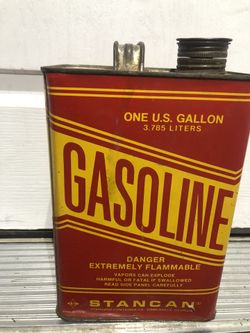 ONE U.S. GALLON
3.785 LITERS
GASOLINE
DANGER
EXTREMELY FLAMMABLE
VAPORS CAN EXPLODE
HARMFUL OR FATAL IF SWALLOWED
READ SIDE PANEL CAREFULLY
STANCAN